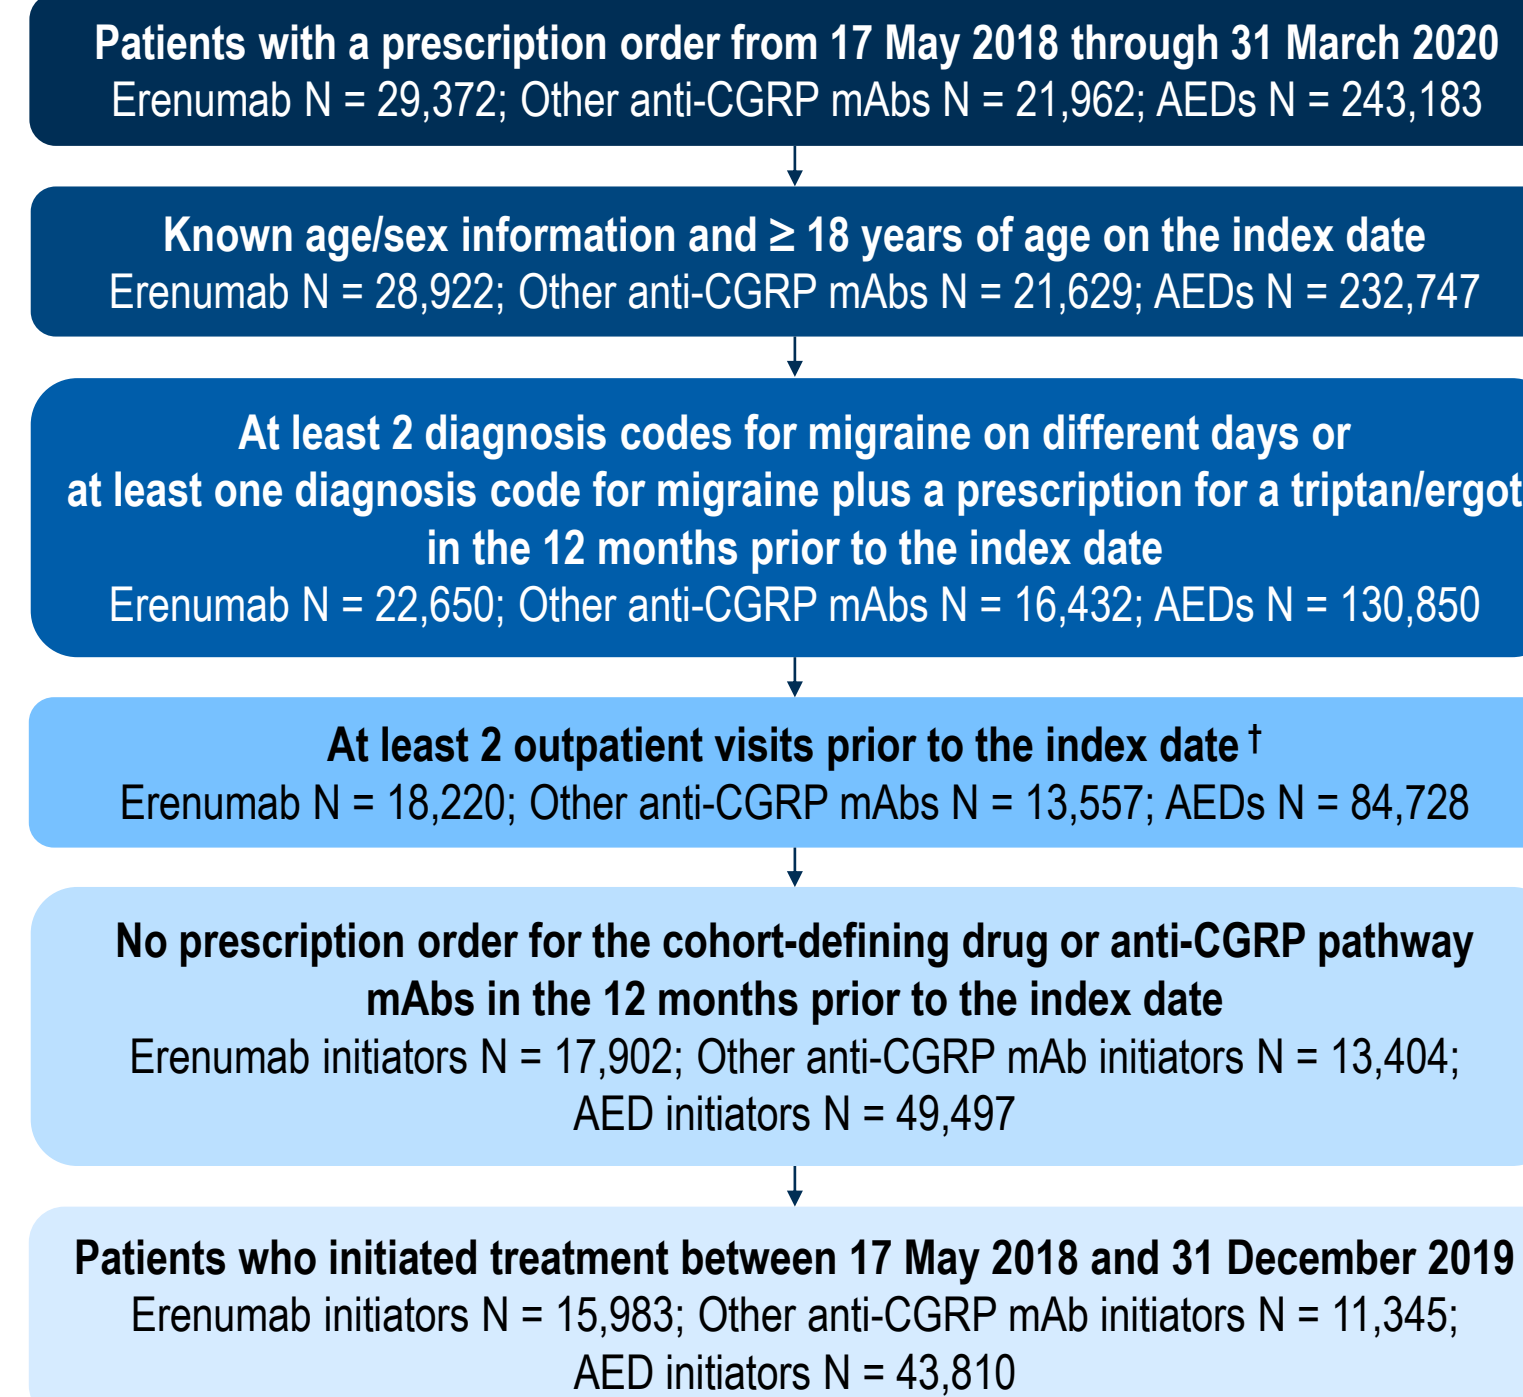 Patients with a prescription order from 17 May 2018 through 31 March 2020
Erenumab N = 29,372; Other anti-CGRP mAbs N = 21,962; AEDs N = 243,183
Known age/sex information and ≥ 18 years of age on the index date
Erenumab N = 28,922; Other anti-CGRP mAbs N = 21,629; AEDs N = 232,747
At least 2 diagnosis codes for migraine on different days or
at least one diagnosis code for migraine plus a prescription for a triptan/ergot
in the 12 months prior to the index date
Erenumab N = 22,650; Other anti-CGRP mAbs N = 16,432; AEDs N = 130,850
At least 2 outpatient visits prior to the index date †
Erenumab N = 18,220; Other anti-CGRP mAbs N = 13,557; AEDs N = 84,728
No prescription order for the cohort-defining drug or anti-CGRP pathway
mAbs in the 12 months prior to the index date
Erenumab initiators N = 17,902; Other anti-CGRP mAb initiators N = 13,404;
AED initiators N = 49,497
Patients who initiated treatment between 17 May 2018 and 31 December 2019
Erenumab initiators N = 15,983; Other anti-CGRP mAb initiators N = 11,345;
AED initiators N = 43,810